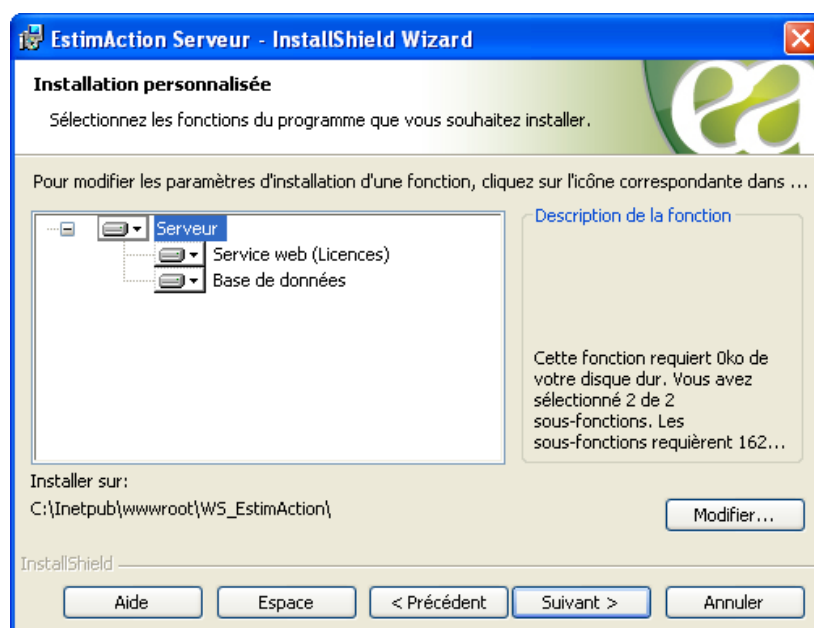 EstimAction Serveur - InstallShield Wizard
Installation personnalisée
Sélectionnez les fonctions du programme que vous souhaitez installer.
ea
Pour modifier les paramètres d'installation d'une fonction, cliquez sur l'icône correspondante dans ...
Serveur
Service web (Licences)
Base de données
Description de la fonction
Cette fonction requiert 0ko de
votre disque dur. Vous avez
sélectionné 2 de 2
sous-fonctions. Les
sous-fonctions requièrent 162...
Installer sur:
C:\Inetpub\wwwroot\WS_EstimAction\
Modifier...
InstallShield
Aide
Espace
< Précédent
Suivant >
Annuler